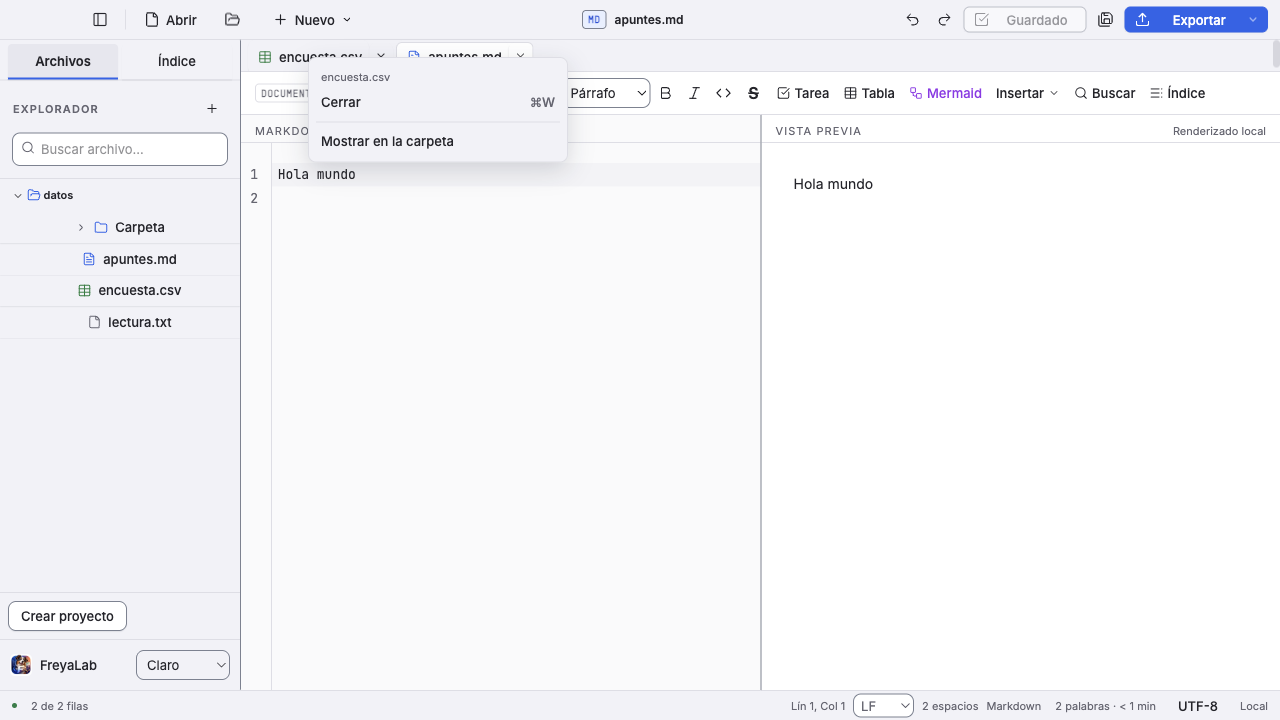 Abrir
Nuevo
MD apuntes.md
Guardado
Exportar
Archivos
Índice
EXPLORADOR
Buscar archivo...
datos
Carpeta
apuntes.md
encuesta.csv
lectura.txt
Crear proyecto
FreyaLab
Claro
encuesta.csv
apuntes.md
encuesta.csv
Cerrar ⌘W
Mostrar en la carpeta
Párrafo
B I S
Tarea
Tabla
Mermaid
Insertar
Buscar
Índice
VISTA PREVIA
Renderizado local
1 Hola mundo
2
Hola mundo
2 de 2 filas
Lín 1, Col 1
LF
2 espacios
Markdown
2 palabras · < 1 min
UTF-8
Local